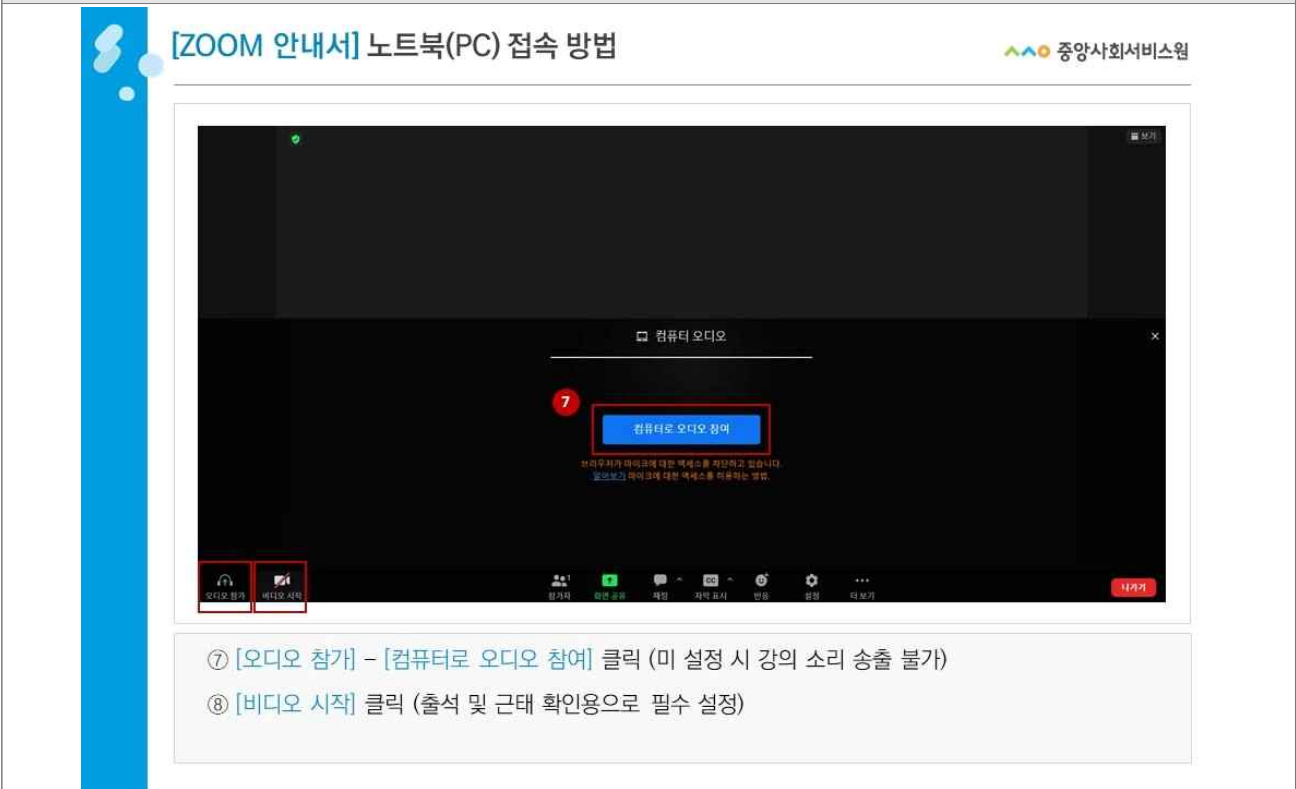 [ZOOM 안내서] 노트북(PC) 접속 방법
중앙사회서비스원
보기
컴퓨터 오디오
7
컴퓨터로 오디오 참여
브라우저가 마이크에 대한 액세스를 차단하고 있습니다.
알아보기 마이크에 대한 액세스를 허용하는 방법.
오디오 참가
비디오 시작
1
참가자
화면 공유
채팅
CC
자막 표시
반응
설정
더 보기
나가기
⑦ [오디오 참가] – [컴퓨터로 오디오 참여] 클릭 (미 설정 시 강의 소리 송출 불가)
⑧ [비디오 시작] 클릭 (출석 및 근태 확인용으로 필수 설정)